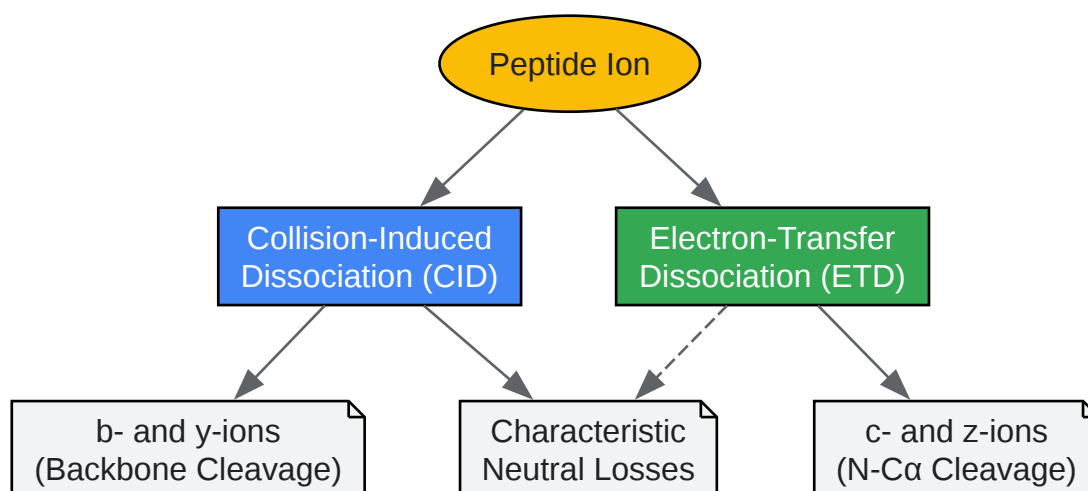 Peptide Ion
Collision-Induced
Dissociation (CID)
Electron-Transfer
Dissociation (ETD)
b- and y-ions
(Backbone Cleavage)
Characteristic
Neutral Losses
c- and z-ions
(N-Cα Cleavage)